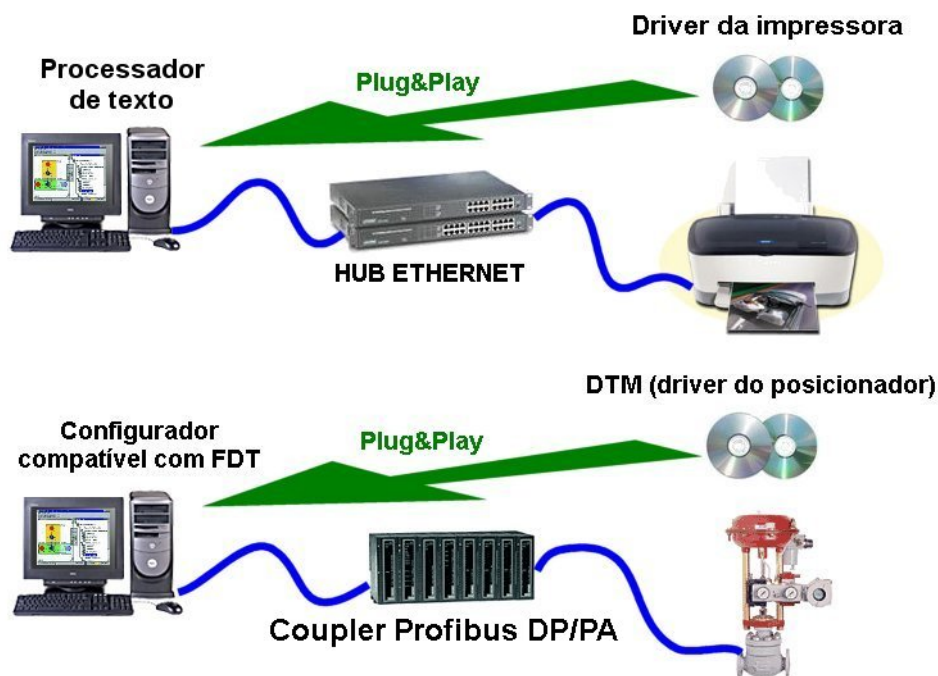 Driver da impressora
Processador
de texto
Plug&Play
HUB ETHERNET
DTM (driver do posicionador)
Configurador
compatível com FDT
Plug&Play
Coupler Profibus DP/PA